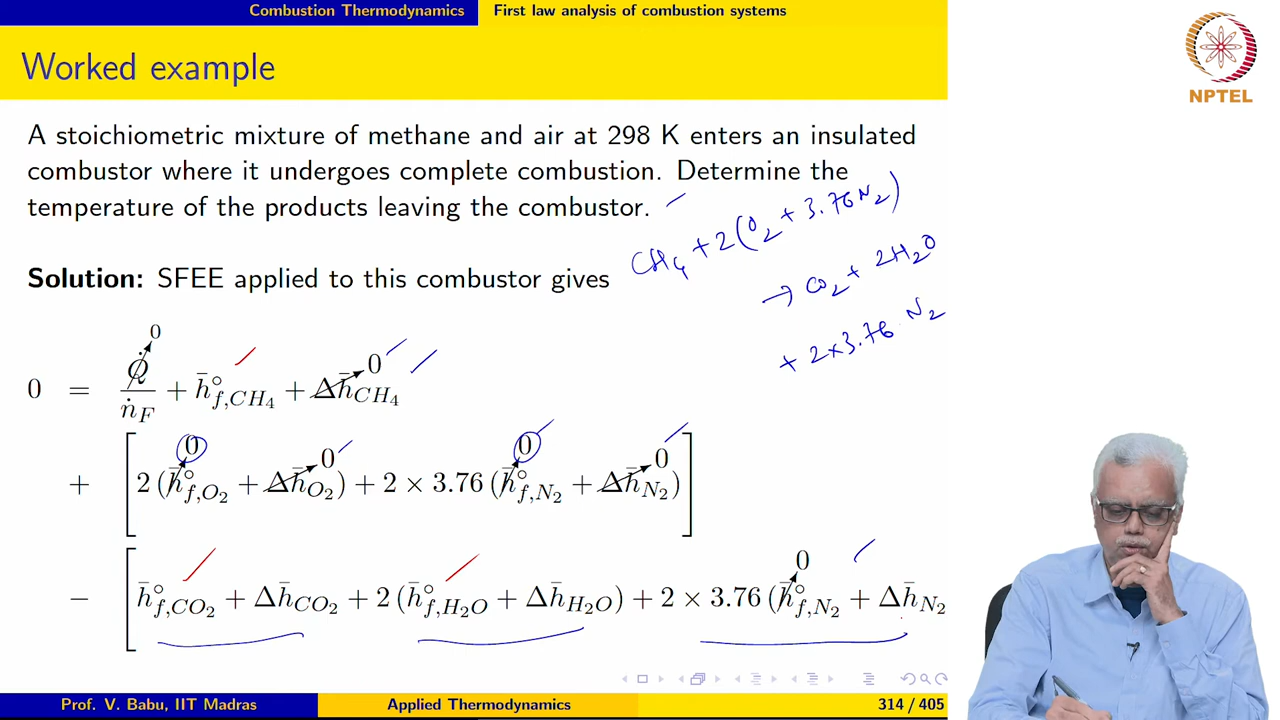 Combustion Thermodynamics First law analysis of combustion systems
Worked example
NPTEL
A stoichiometric mixture of methane and air at 298 K enters an insulated
combustor where it undergoes complete combustion. Determine the
temperature of the products leaving the combustor.
CH₄ + 2(O₂ + 3.76N₂)
→ CO₂ + 2H₂O
+ 2×3.76 N₂
Solution: SFEE applied to this combustor gives
0 = Q̇/ṅ_F ↗0 + h̄°_{f,CH₄} + Δh̄_{CH₄} ↗0
+ [2 (h̄°_{f,O₂} ↗0 + Δh̄_{O₂} ↗0) + 2 × 3.76 (h̄°_{f,N₂} ↗0 + Δh̄_{N₂} ↗0)]
− [h̄°_{f,CO₂} + Δh̄_{CO₂} + 2 (h̄°_{f,H₂O} + Δh̄_{H₂O}) + 2 × 3.76 (h̄°_{f,N₂} ↗0 + Δh̄_{N₂}
Prof. V. Babu, IIT Madras Applied Thermodynamics 314 / 405